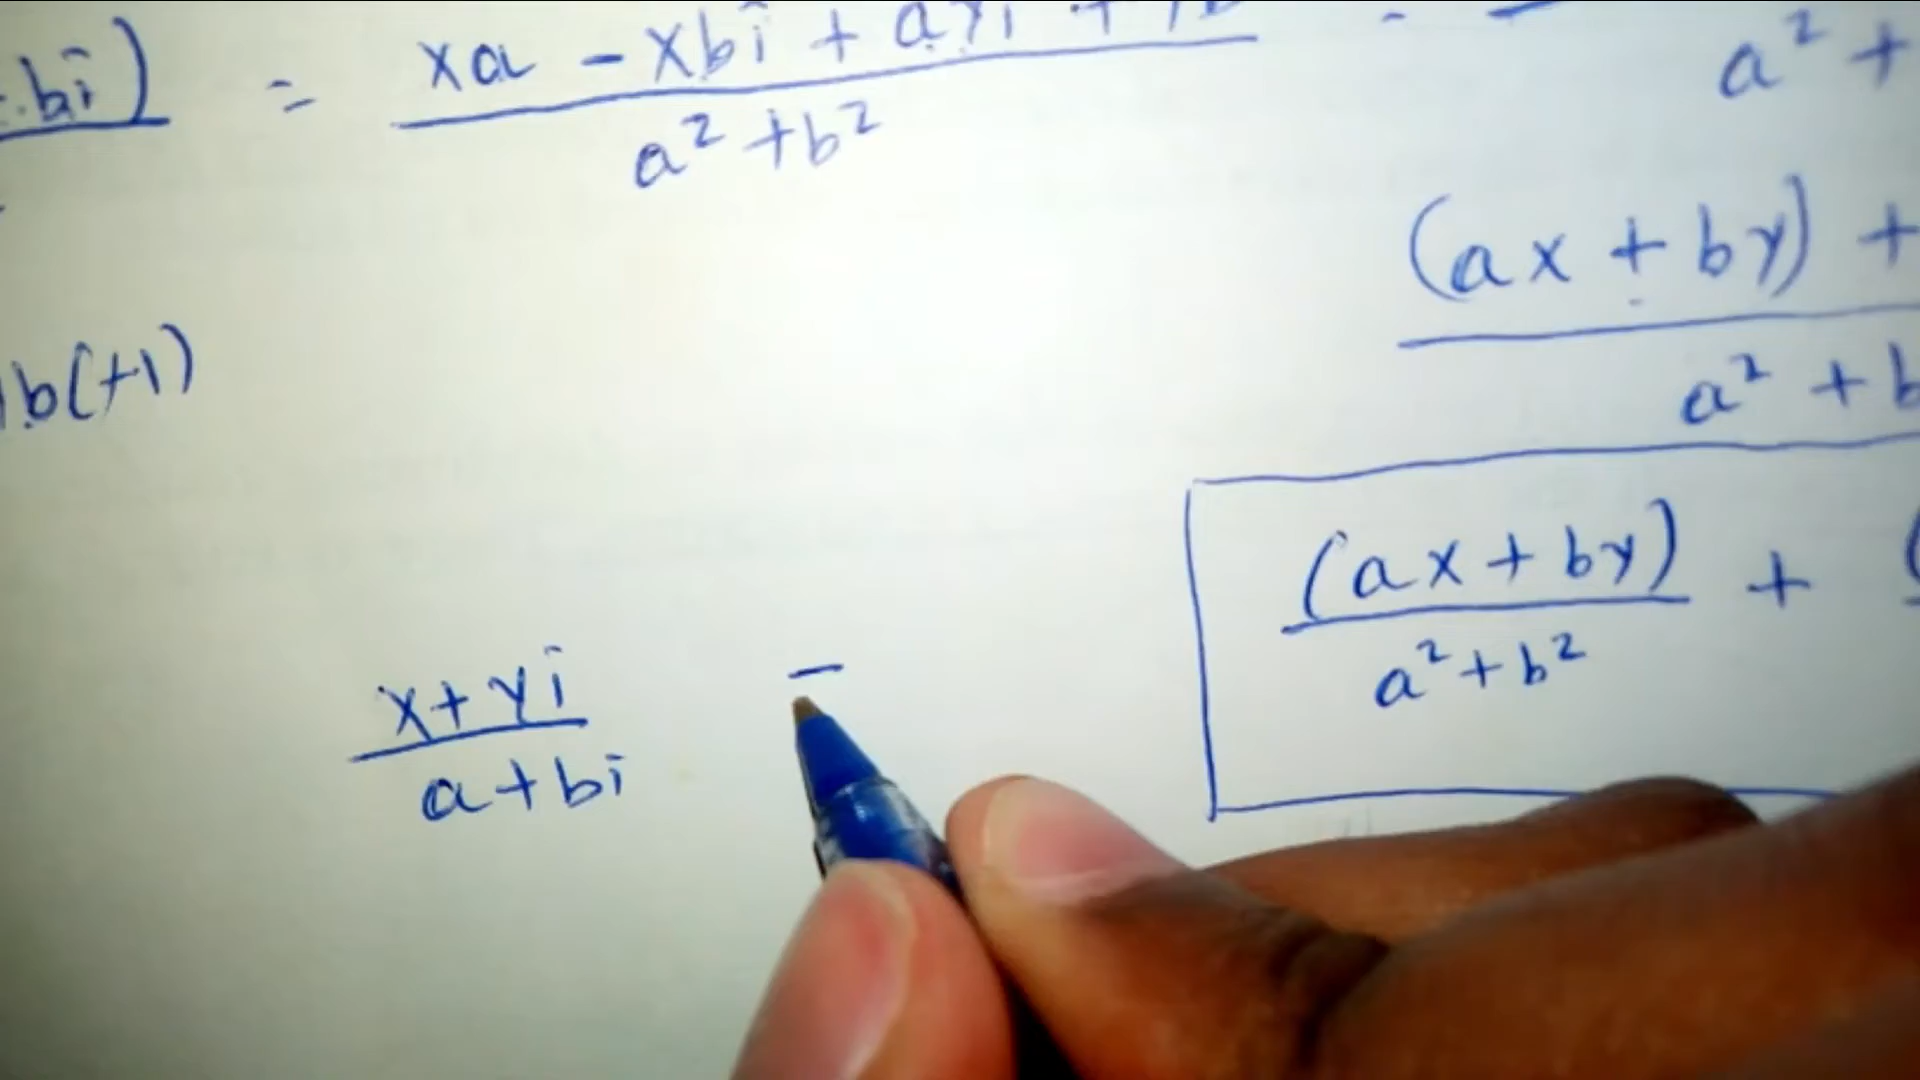 bi) = xa - xbi + ayi +
a² + b²
a² +
(ax + by) +
a² + b
b(+1)
(ax + by) + (
a² + b²
x + yi
a + bi